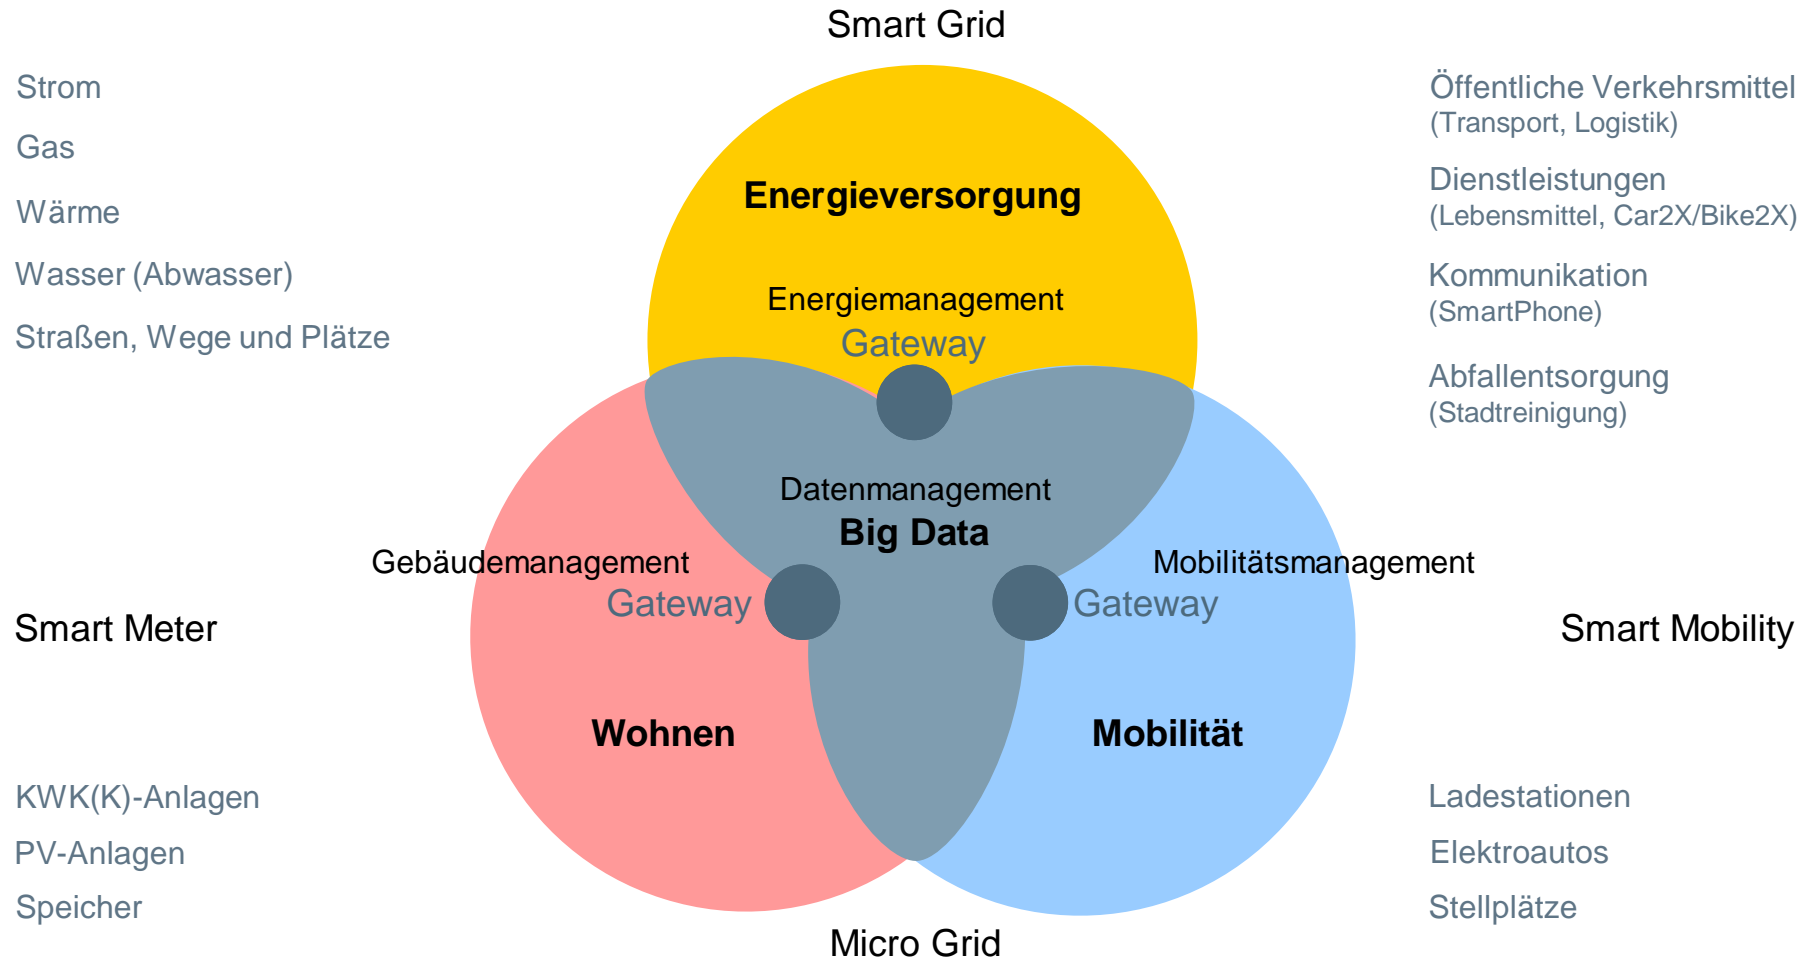 Smart Grid
Strom
Gas
Wärme
Wasser (Abwasser)
Straßen, Wege und Plätze
Öffentliche Verkehrsmittel
(Transport, Logistik)
Dienstleistungen
(Lebensmittel, Car2X/Bike2X)
Kommunikation
(SmartPhone)
Abfallentsorgung
(Stadtreinigung)
Energieversorgung
Energiemanagement
Gateway
Datenmanagement
Big Data
Gebäudemanagement
Gateway
Mobilitätsmanagement
Gateway
Smart Meter
Smart Mobility
Wohnen
Mobilität
KWK(K)-Anlagen
PV-Anlagen
Speicher
Ladestationen
Elektroautos
Stellplätze
Micro Grid